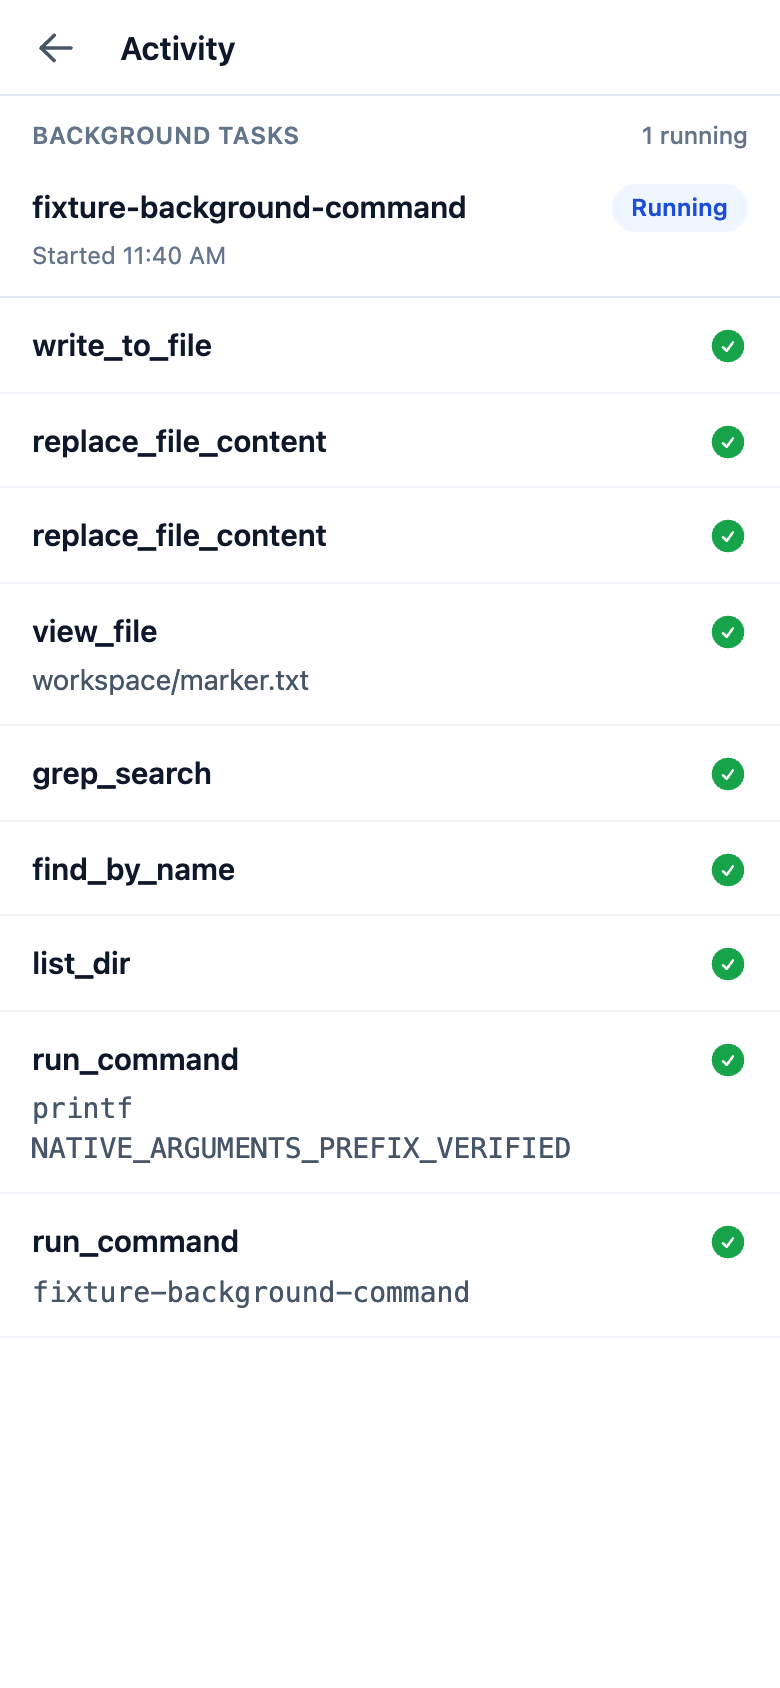 Activity
BACKGROUND TASKS
1 running
fixture-background-command
Running
Started 11:40 AM
write_to_file
replace_file_content
replace_file_content
view_file
workspace/marker.txt
grep_search
find_by_name
list_dir
run_command
printf
NATIVE_ARGUMENTS_PREFIX_VERIFIED
run_command
fixture-background-command